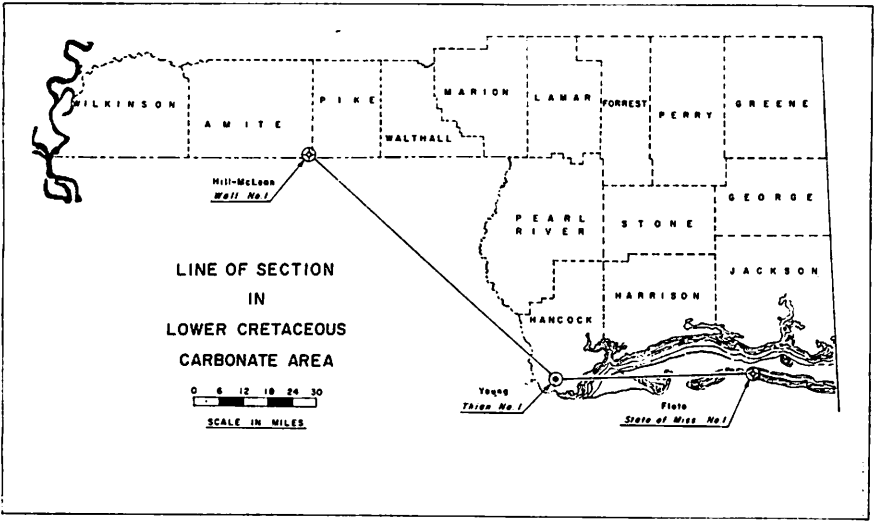 WILKINSON
AMITE
PIKE
WALTHALL
MARION
LAMAR
FORREST
PERRY
GREENE
Hill-McLean
Wall No.1
PEARL
RIVER
STONE
GEORGE
JACKSON
HANCOCK
HARRISON
LINE OF SECTION
IN
LOWER CRETACEOUS
CARBONATE AREA
0 6 12 18 24 30
SCALE IN MILES
Young
Thian No.1
Floto
State of Miss No.1